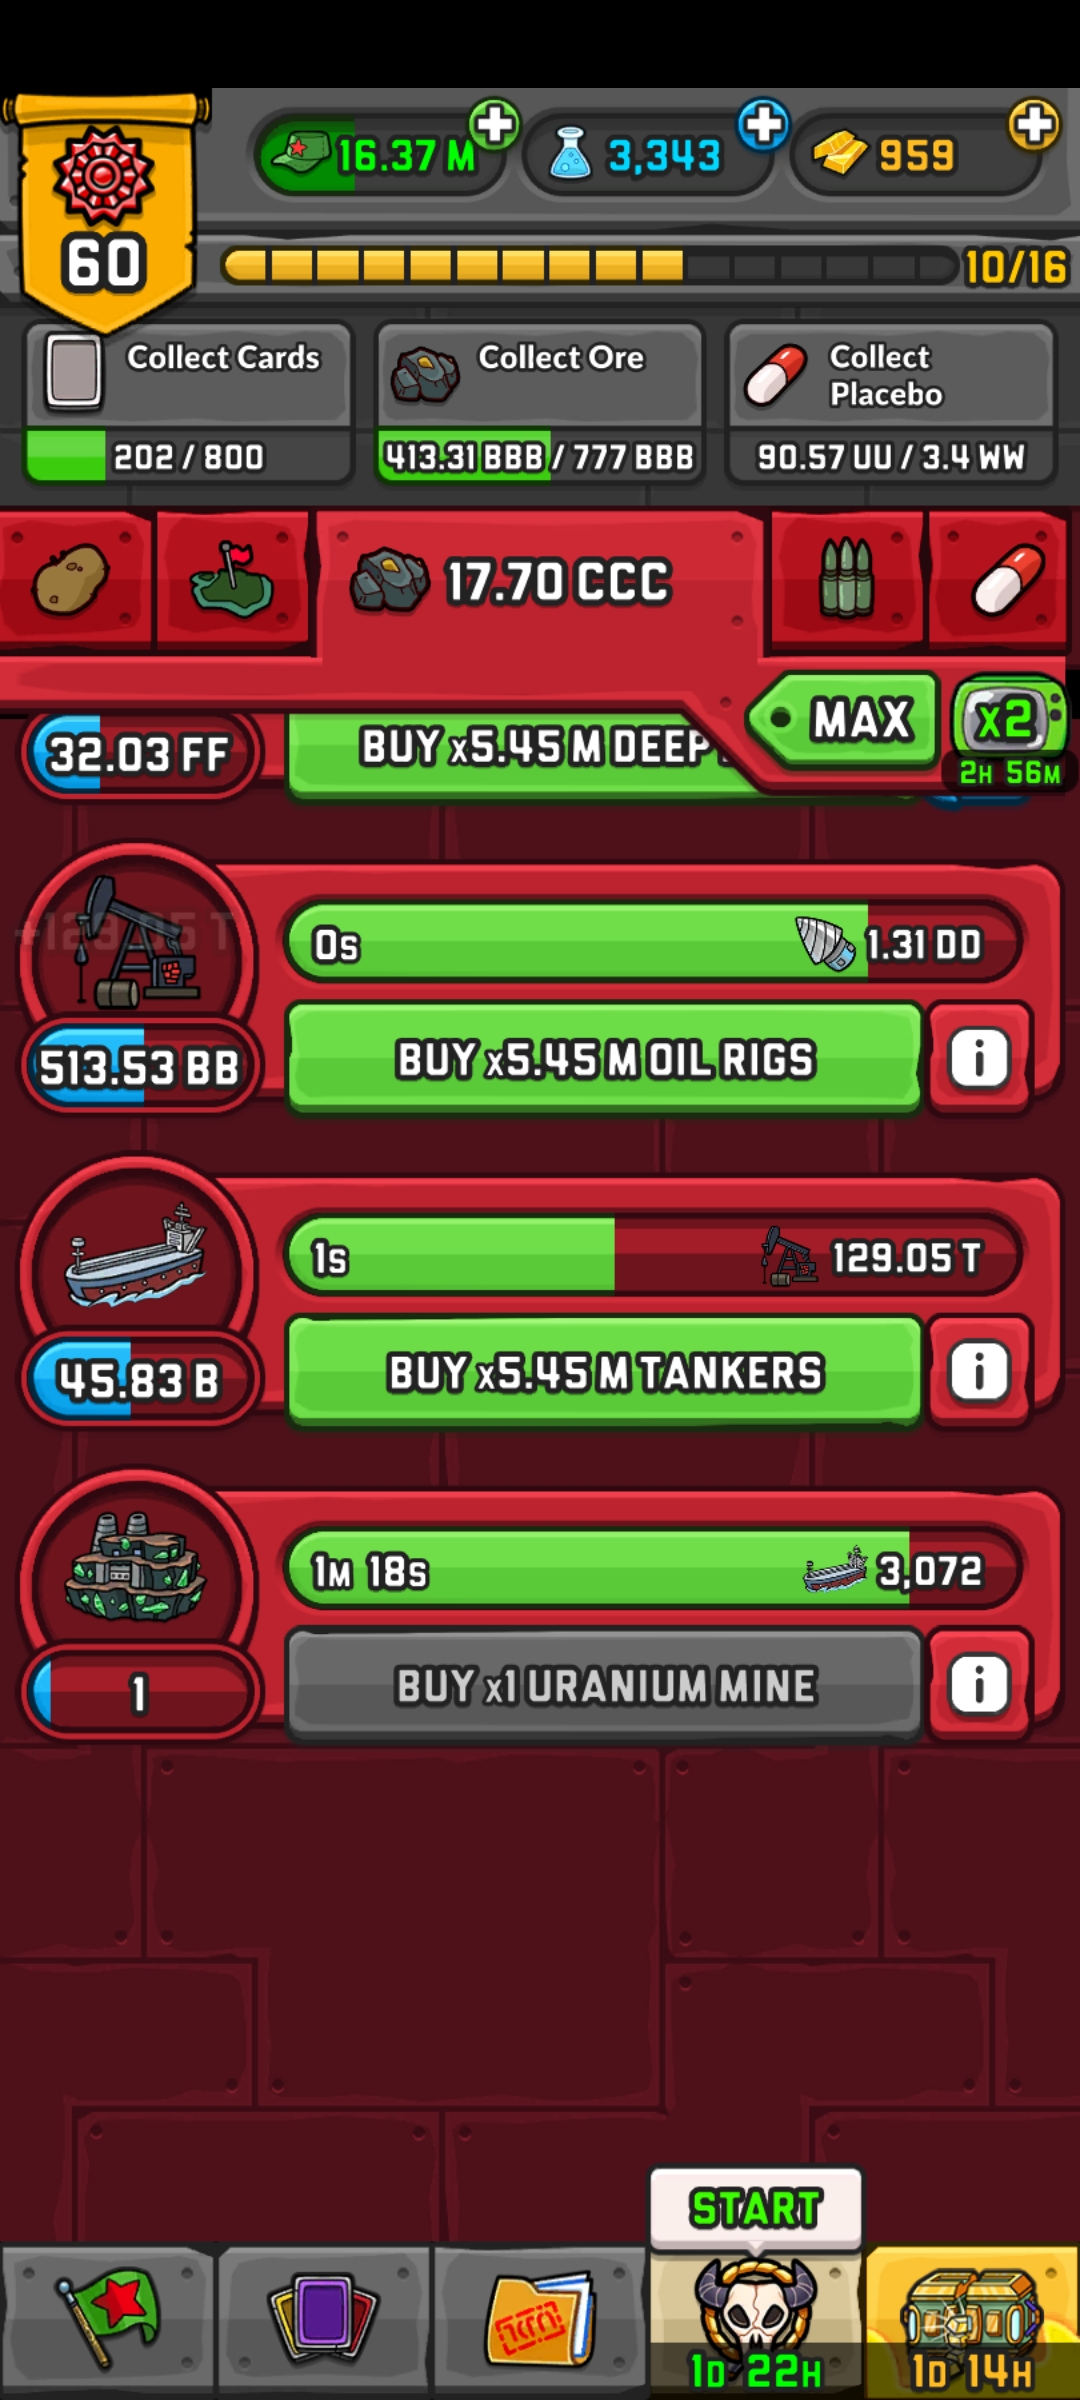 16.37 M
3,343
959
60
10/16
Collect Cards
202 / 800
Collect Ore
413.31 BBB / 777 BBB
Collect
Placebo
90.57 UU / 3.4 WW
17.70 CCC
MAX
x2
2H 56M
32.03 FF
BUY x5.45 M DEEP
+129.05 T
0s
1.31 DD
513.53 BB
BUY x5.45 M OIL RIGS
i
1s
129.05 T
45.83 B
BUY x5.45 M TANKERS
i
1M 18s
3,072
1
BUY x1 URANIUM MINE
i
START
1D 22H
1D 14H